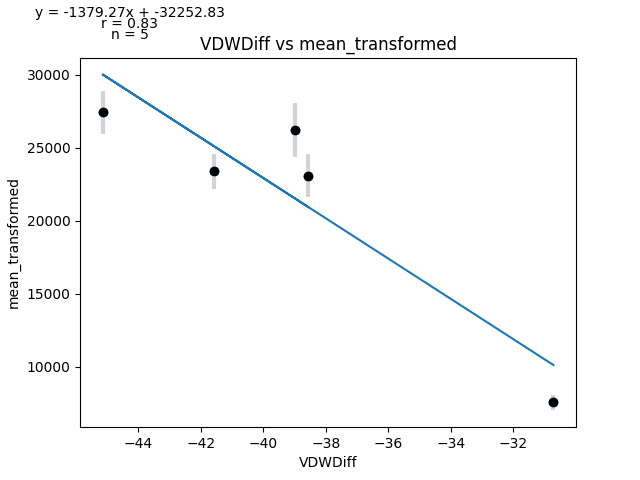 y = -1379.27x + -32252.83
r = 0.83
n = 5
VDWDiff vs mean_transformed
30000
25000
20000
15000
10000
mean_transformed
−44 −42 −40 −38 −36 −34 −32
VDWDiff